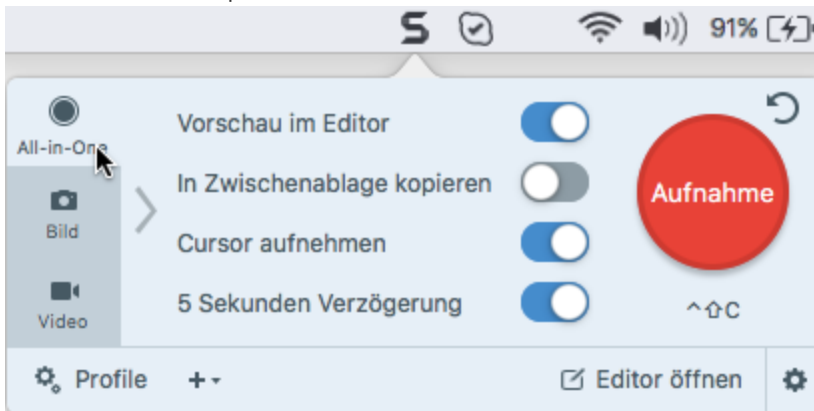 91%
All-in-One
Bild
Video
Vorschau im Editor
In Zwischenablage kopieren
Cursor aufnehmen
5 Sekunden Verzögerung
Aufnahme
^⇧C
Profile
Editor öffnen